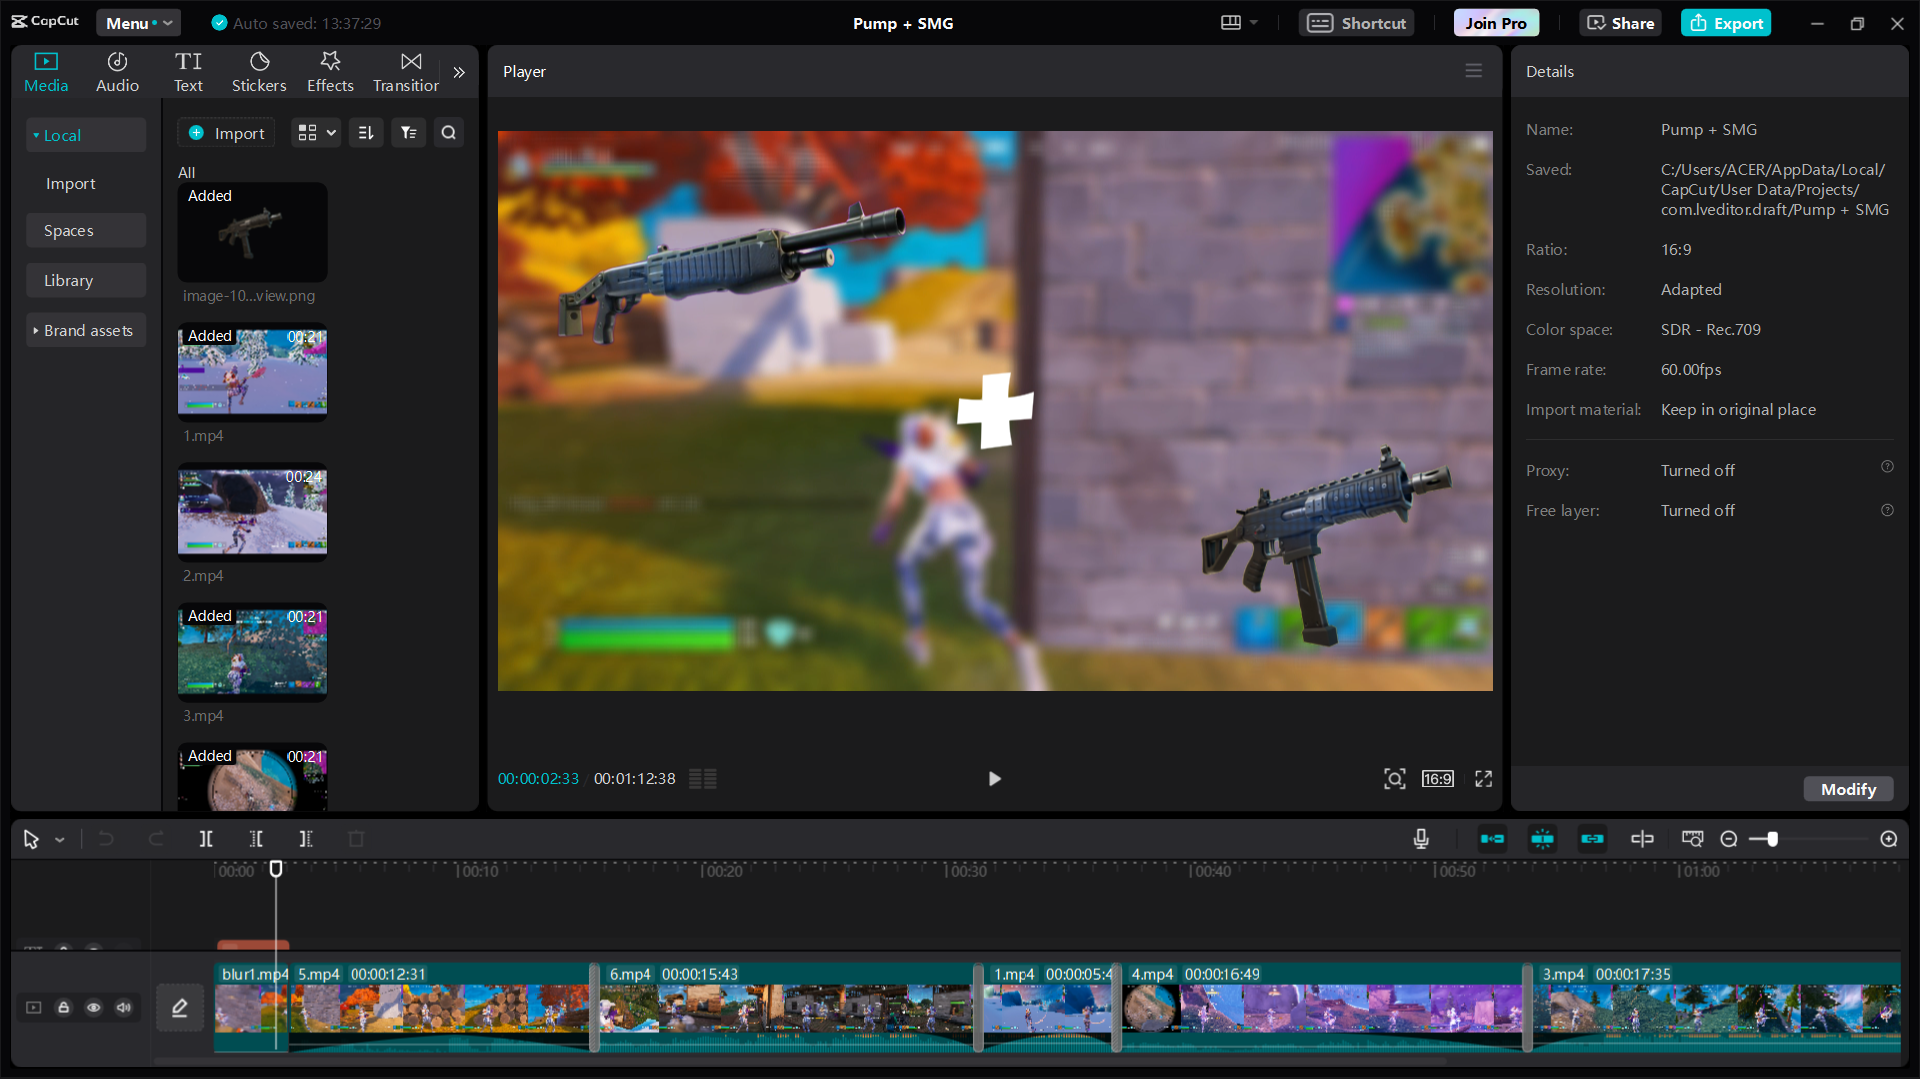 CapCut
Menu
Auto saved: 13:37:29
Pump + SMG
Shortcut
Join Pro
Share
Export
Media
Audio
Text
Stickers
Effects
Transition
Local
Import
Spaces
Library
Brand assets
Import
All
Added
image-10...view.png
Added 00:21
1.mp4
Added 00:24
2.mp4
Added 00:21
3.mp4
Added 00:21
Player
00:00:02:33 / 00:01:12:38
16:9
Details
Name: Pump + SMG
Saved: C:/Users/ACER/AppData/Local/
CapCut/User Data/Projects/
com.lveditor.draft/Pump + SMG
Ratio: 16:9
Resolution: Adapted
Color space: SDR - Rec.709
Frame rate: 60.00fps
Import material: Keep in original place
Proxy: Turned off
Free layer: Turned off
Modify
00:00 00:10 00:20 00:30 00:40 00:50 01:00
blur1.mp4 5.mp4 00:00:12:31 6.mp4 00:00:15:43 1.mp4 00:00:05:4 4.mp4 00:00:16:49 3.mp4 00:00:17:35